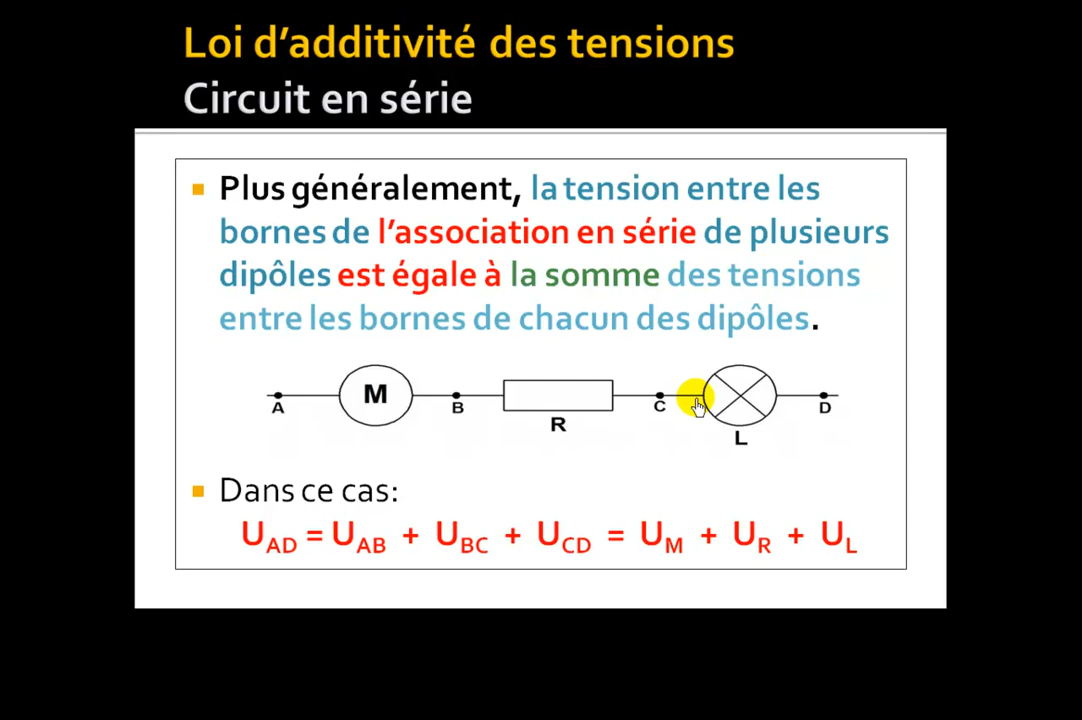 Loi d’additivité des tensions
Circuit en série
Plus généralement, la tension entre les
bornes de l’association en série de plusieurs
dipôles est égale à la somme des tensions
entre les bornes de chacun des dipôles.
A M B R C L D
Dans ce cas:
U_AD = U_AB + U_BC + U_CD = U_M + U_R + U_L